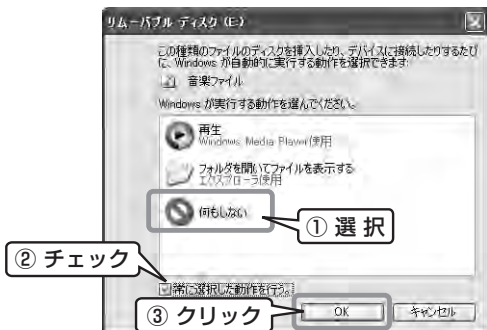 リムーバブル ディスク (E:)
この種類のファイルのディスクを挿入したり、デバイスに接続したりするたび
に、Windows が自動的に実行する動作を選択できます:
音楽ファイル
Windows が実行する動作を選んでください。
再生
Windows Media Player 使用
フォルダを開いてファイルを表示する
エクスプローラ使用
何もしない
① 選 択
② チェック
常に選択した動作を行う。
③ クリック
OK
キャンセル